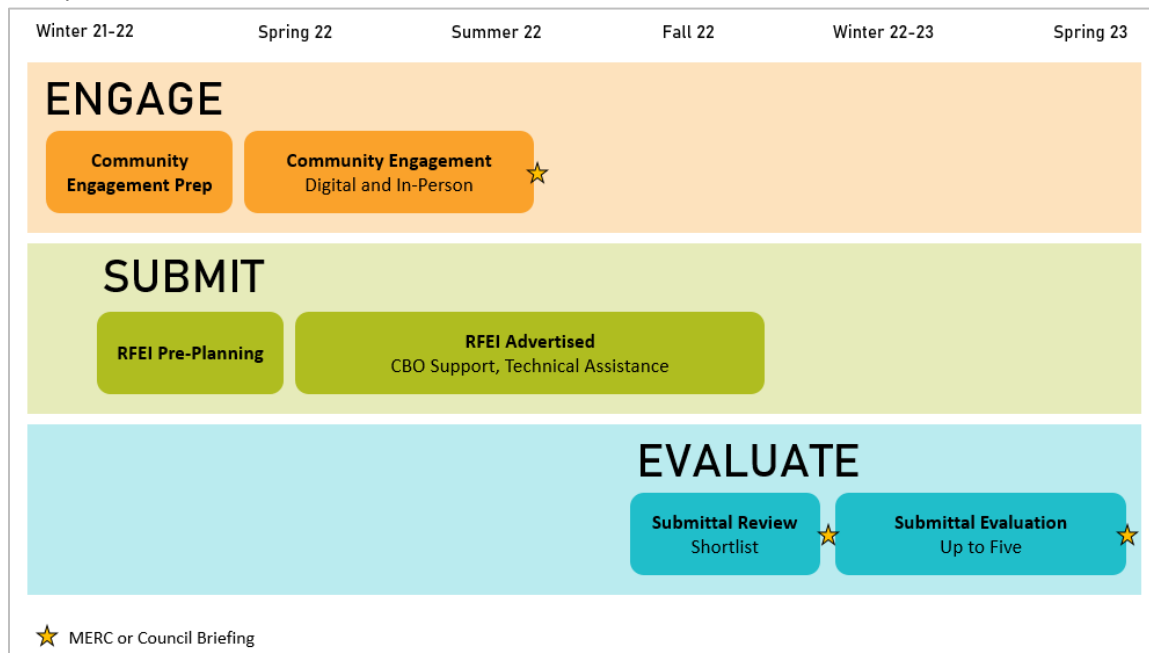 Winter 21-22 Spring 22 Summer 22 Fall 22 Winter 22-23 Spring 23
ENGAGE
Community
Engagement Prep
Community Engagement
Digital and In-Person
SUBMIT
RFEI Pre-Planning
RFEI Advertised
CBO Support, Technical Assistance
EVALUATE
Submittal Review
Shortlist
Submittal Evaluation
Up to Five
MERC or Council Briefing